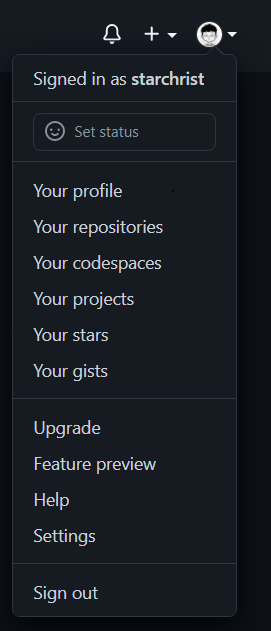 Signed in as starchrist
Set status
Your profile
Your repositories
Your codespaces
Your projects
Your stars
Your gists
Upgrade
Feature preview
Help
Settings
Sign out